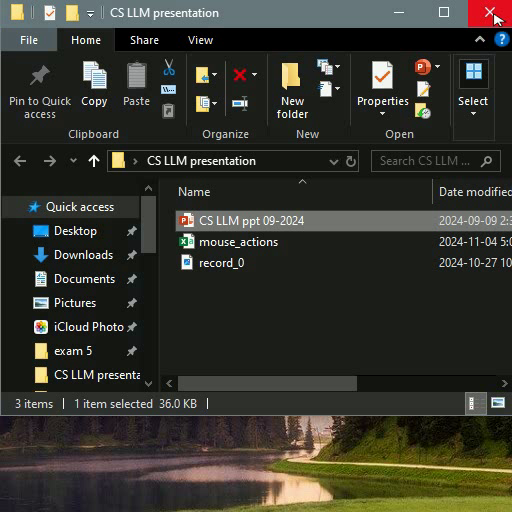 CS LLM presentation
File Home Share View
Pin to Quick access
Copy
Paste
New folder
Properties
Select
Clipboard Organize New Open
CS LLM presentation
Search CS LLM ...
Name Date modified
Quick access
Desktop
Downloads
Documents
Pictures
iCloud Photo
exam 5
CS LLM presenta
CS LLM ppt 09-2024 2024-09-09 2:3
mouse_actions 2024-11-04 5:0
record_0 2024-10-27 10
3 items 1 item selected 36.0 KB